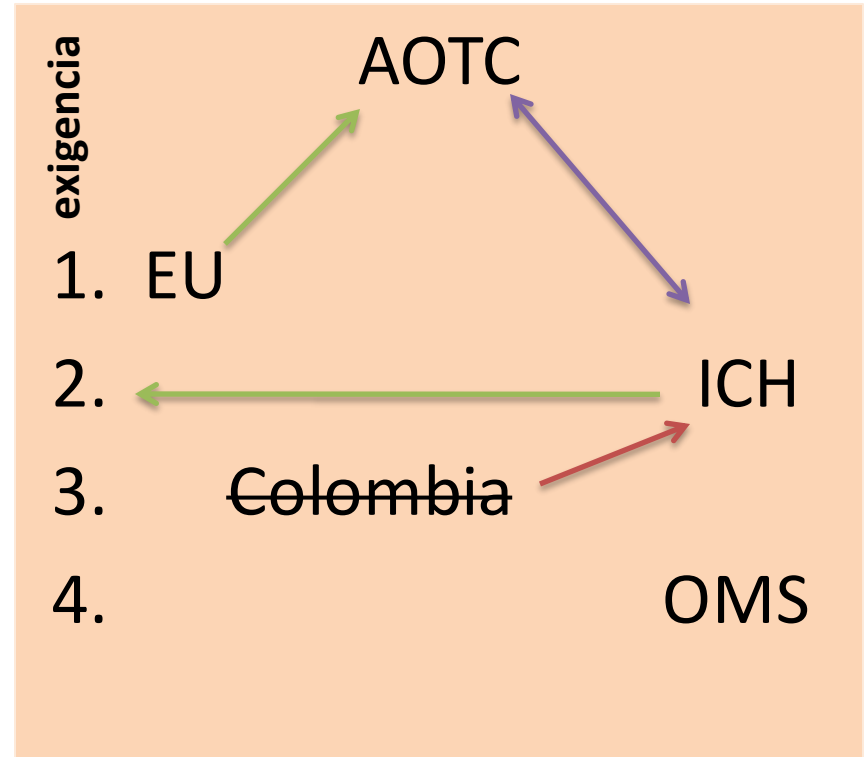 exigencia
AOTC
1. EU
2. ICH
3. Colombia
4. OMS